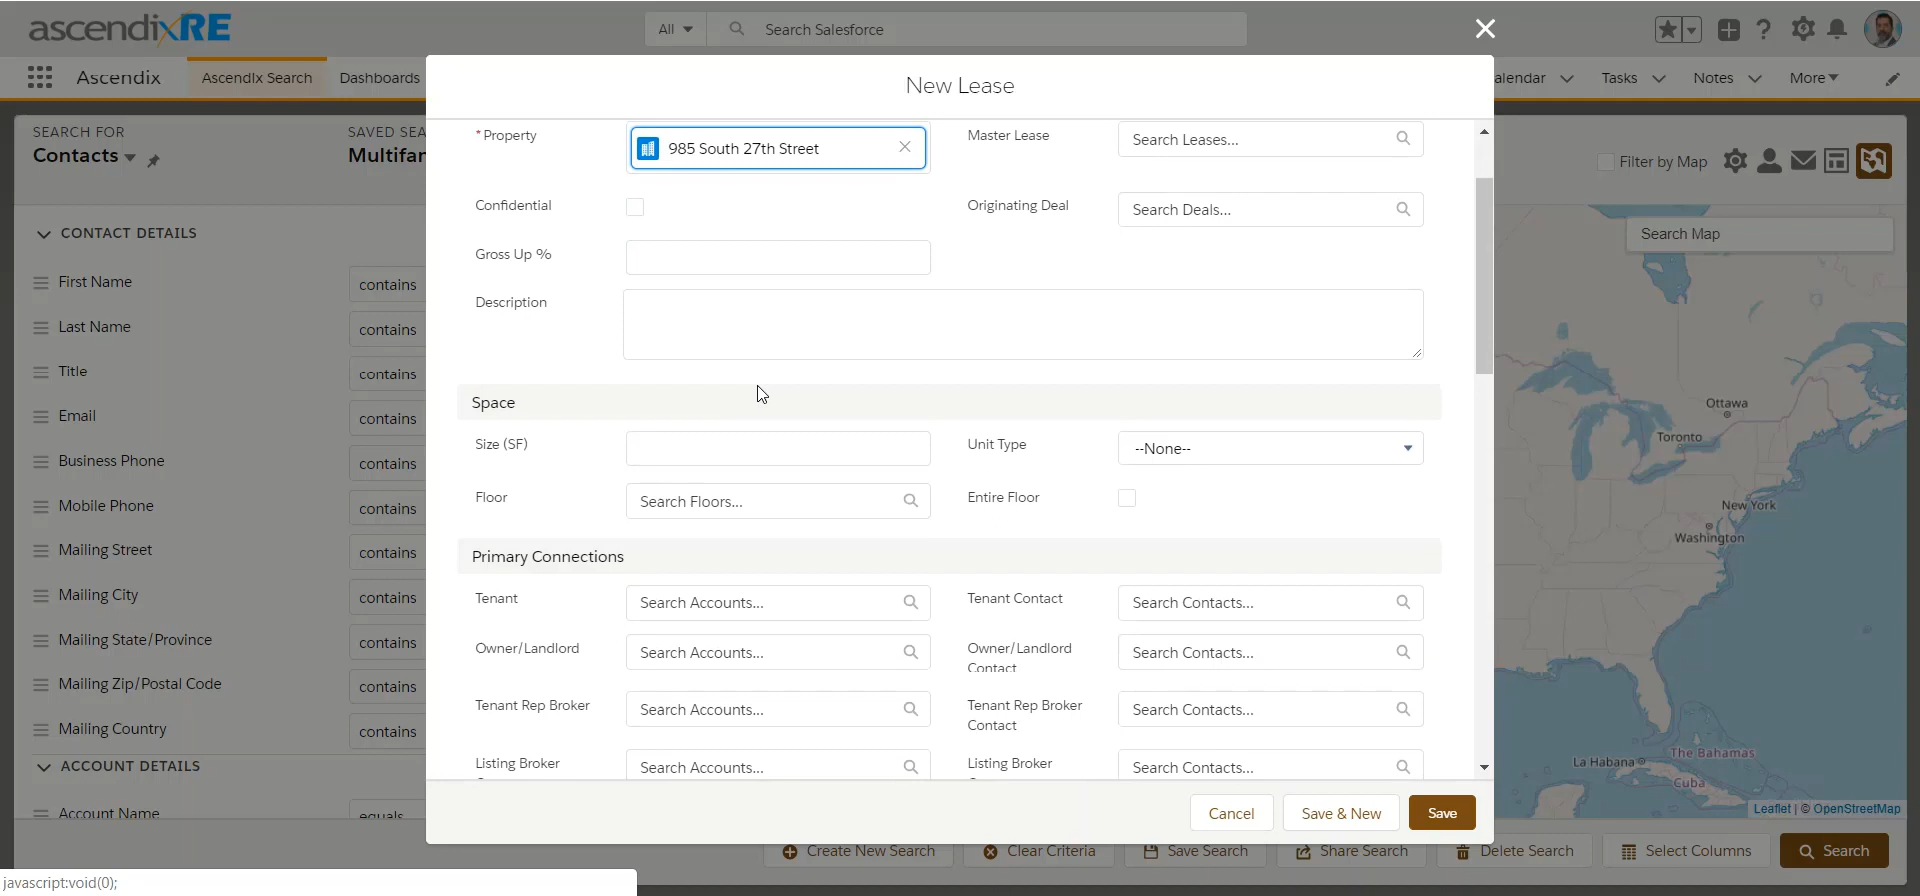 ascendixRE
All
Search Salesforce
Ascendix
AscendIx Search
Dashboards
alendar
Tasks
Notes
More
SEARCH FOR
Contacts
SAVED SEA
Multifar
Filter by Map
CONTACT DETAILS
First Name
contains
Last Name
contains
Title
contains
Email
contains
Business Phone
contains
Mobile Phone
contains
Mailing Street
contains
Mailing City
contains
Mailing State/Province
contains
Mailing Zip/Postal Code
contains
Mailing Country
contains
ACCOUNT DETAILS
Account Name
equals
New Lease
*Property
985 South 27th Street
Master Lease
Search Leases...
Confidential
Originating Deal
Search Deals...
Gross Up %
Description
Space
Size (SF)
Unit Type
--None--
Floor
Search Floors...
Entire Floor
Primary Connections
Tenant
Search Accounts...
Tenant Contact
Search Contacts...
Owner/Landlord
Search Accounts...
Owner/Landlord
Contact
Search Contacts...
Tenant Rep Broker
Search Accounts...
Tenant Rep Broker
Contact
Search Contacts...
Listing Broker
Search Accounts...
Listing Broker
Search Contacts...
Cancel
Save & New
Save
Search Map
Ottawa
Toronto
New York
Washington
The Bahamas
La Habana
Cuba
Leaflet | © OpenStreetMap
Create New Search
Clear Criteria
Save Search
Share Search
Delete Search
Select Columns
Search
javascript:void(0);